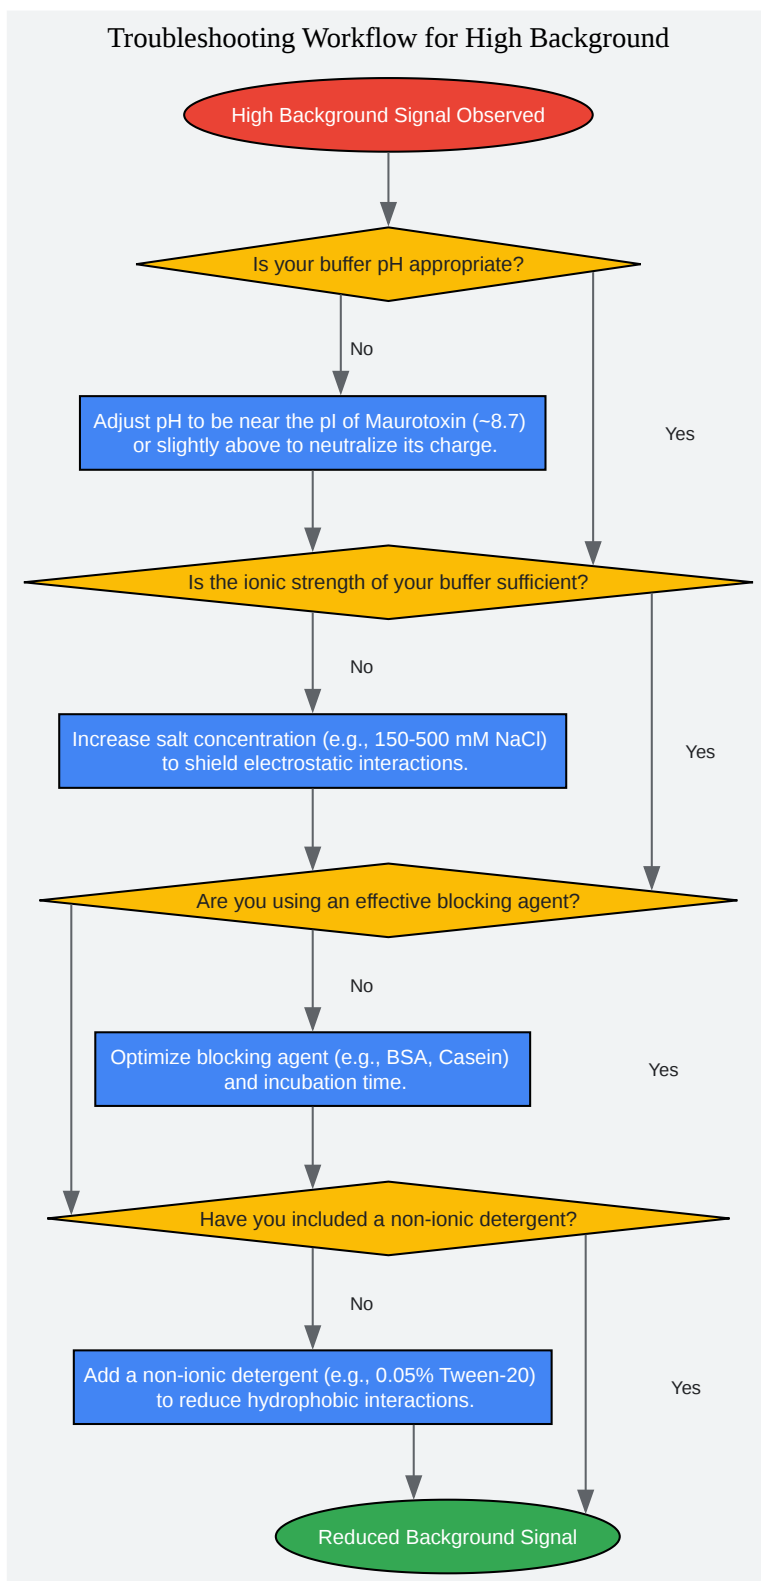 Troubleshooting Workflow for High Background
High Background Signal Observed
Is your buffer pH appropriate?
No
Adjust pH to be near the pI of Maurotoxin (~8.7)
or slightly above to neutralize its charge.
Yes
Is the ionic strength of your buffer sufficient?
No
Increase salt concentration (e.g., 150-500 mM NaCl)
to shield electrostatic interactions.
Yes
Are you using an effective blocking agent?
No
Optimize blocking agent (e.g., BSA, Casein)
and incubation time.
Yes
Have you included a non-ionic detergent?
No
Add a non-ionic detergent (e.g., 0.05% Tween-20)
to reduce hydrophobic interactions.
Yes
Reduced Background Signal